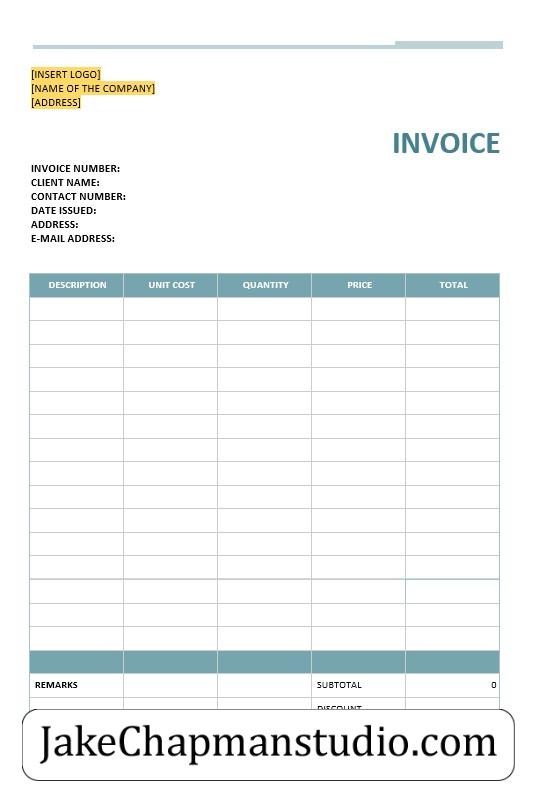 [INSERT LOGO]
[NAME OF THE COMPANY]
[ADDRESS]
INVOICE
INVOICE NUMBER:
CLIENT NAME:
CONTACT NUMBER:
DATE ISSUED:
ADDRESS:
E-MAIL ADDRESS:
DESCRIPTION UNIT COST QUANTITY PRICE TOTAL
REMARKS SUBTOTAL 0
DISCOUNT
JakeChapmanstudio.com